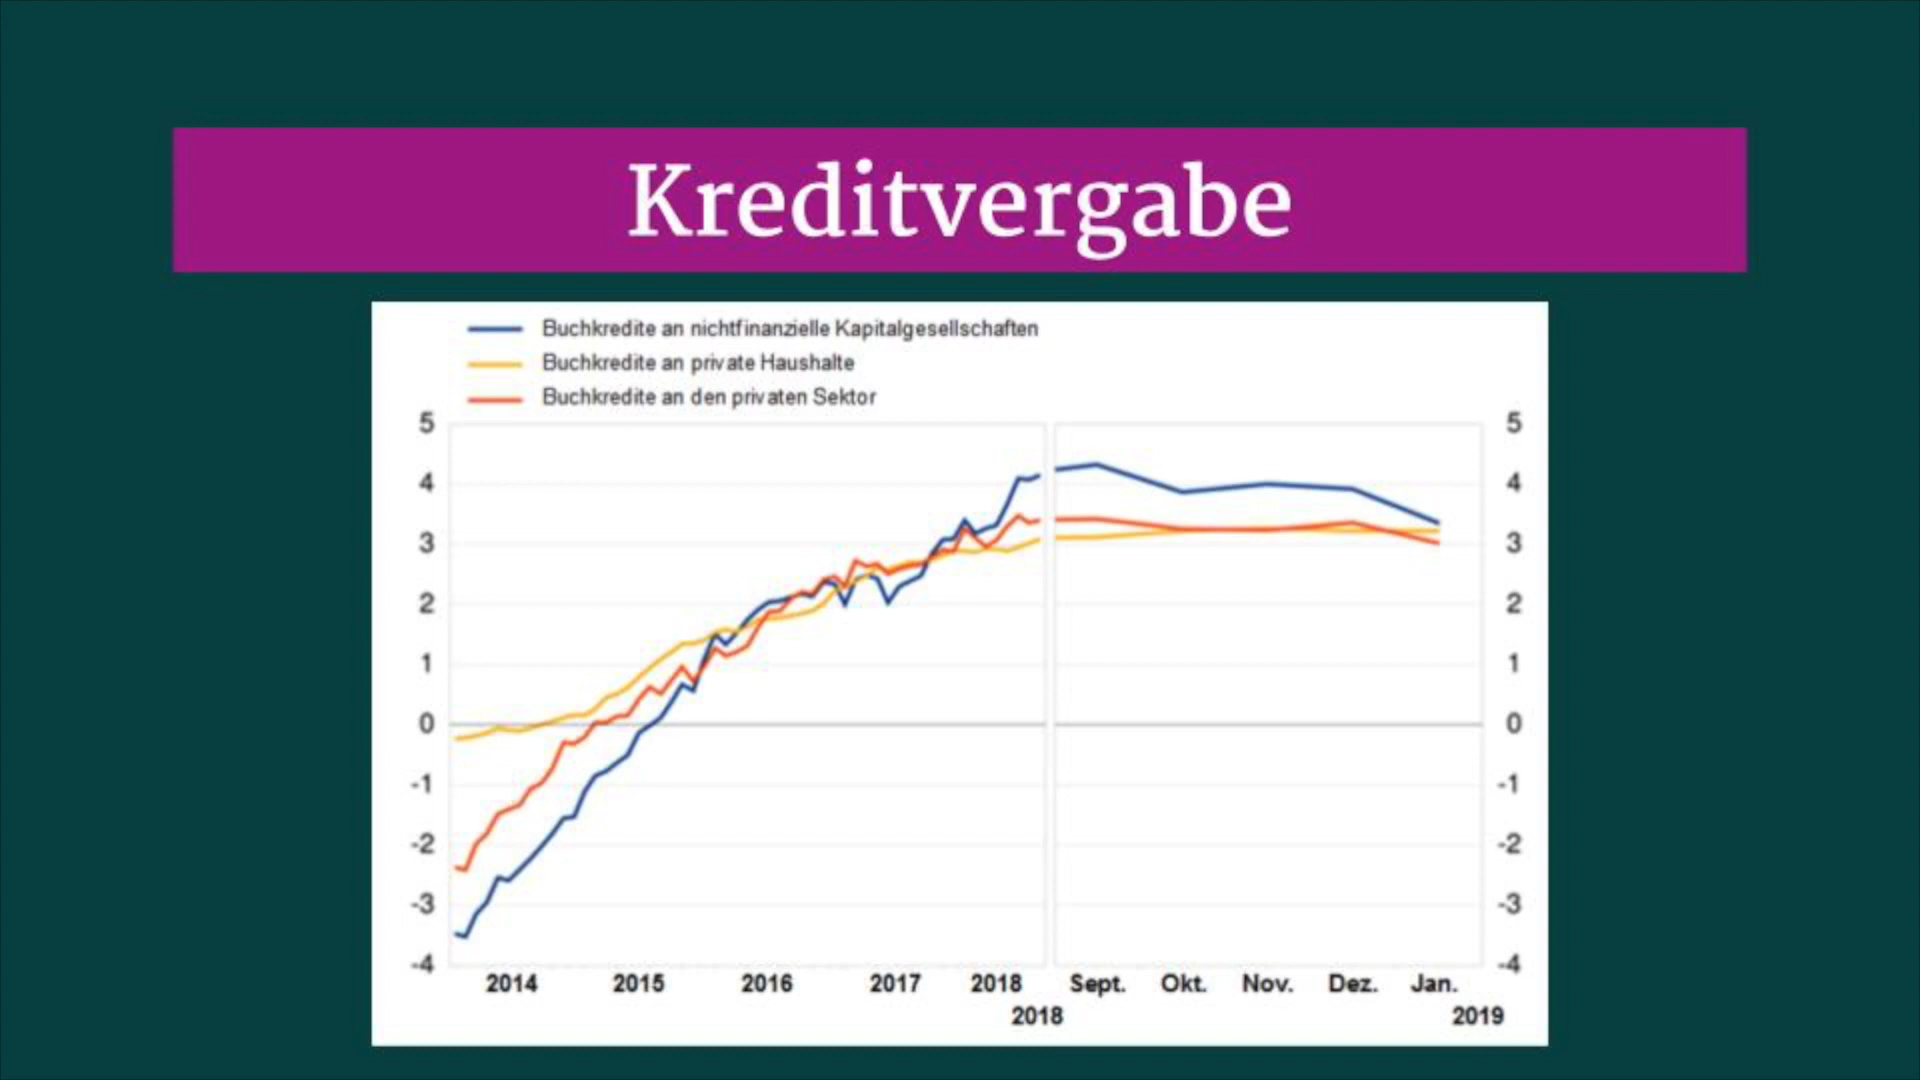 Kreditvergabe
Buchkredite an nichtfinanzielle Kapitalgesellschaften
Buchkredite an private Haushalte
Buchkredite an den privaten Sektor
5 5
4 4
3 3
2 2
1 1
0 0
-1 -1
-2 -2
-3 -3
-4 -4
2014 2015 2016 2017 2018 Sept. Okt. Nov. Dez. Jan.
2018 2019